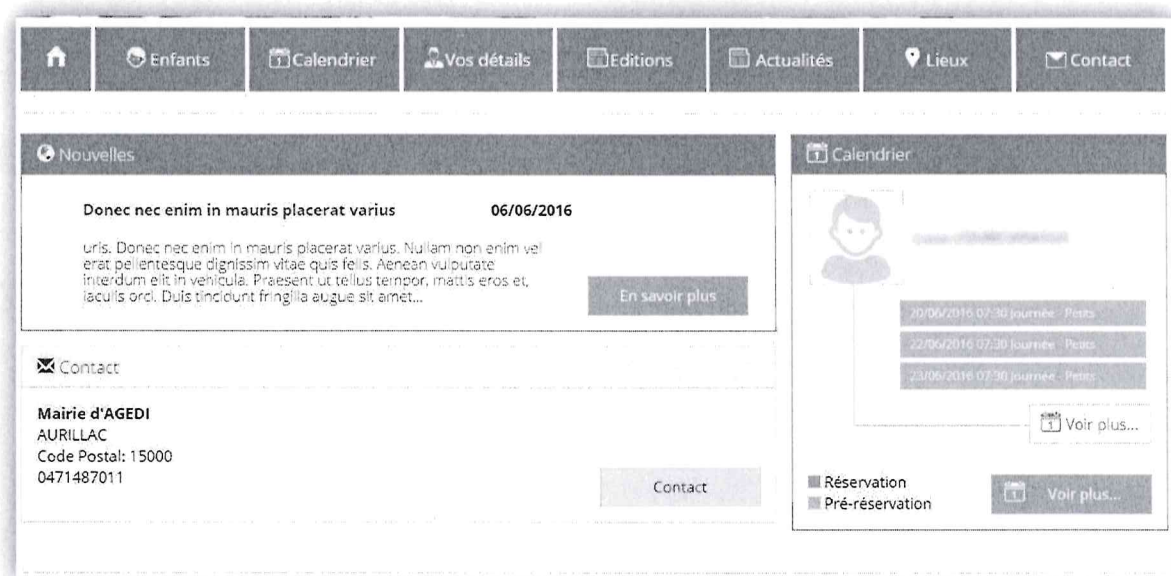 Enfants
Calendrier
Vos détails
Editions
Actualités
Lieux
Contact
Nouvelles
Donec nec enim in mauris placerat varius 06/06/2016
uris. Donec nec enim in mauris placerat varius. Nullam non enim vel
erat pellentesque dignissim vitae quis felis. Aenean vulputate
interdum elit in vehicula. Praesent ut tellus tempor, mattis eros et,
iaculis orci. Duis tincidunt fringilla augue sit amet...
En savoir plus
Contact
Mairie d'AGEDI
AURILLAC
Code Postal: 15000
0471487011
Contact
1 Calendrier
20/06/2016 07:30 Journée - Petits
22/06/2016 07:30 Journée - Petits
23/06/2016 07:30 Journée - Petits
1 Voir plus...
Réservation
Pré-réservation
1 Voir plus...